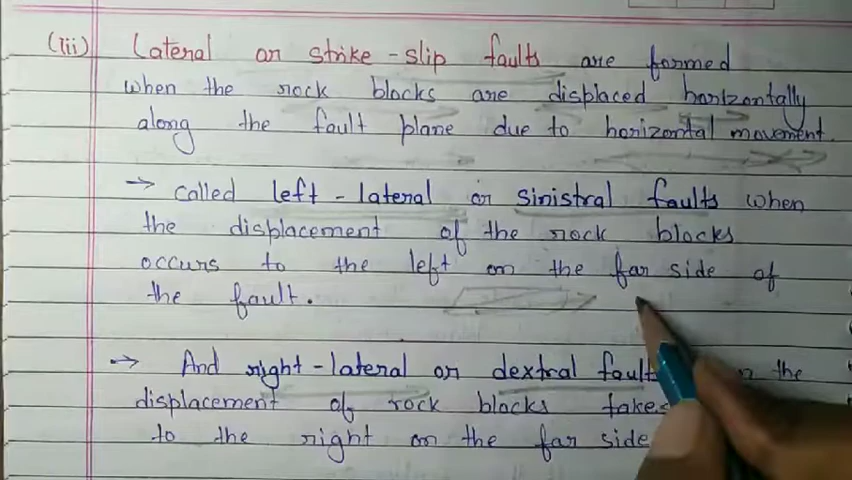 (iii) Lateral or strike-slip faults are formed
when the rock blocks are displaced horizontally
along the fault plane due to horizontal movement.
→ called left-lateral or sinistral faults when
the displacement of the rock blocks
occurs to the left on the far side of
the fault.
→ And right-lateral or dextral faults the
displacement of rock blocks
to the right on the far side